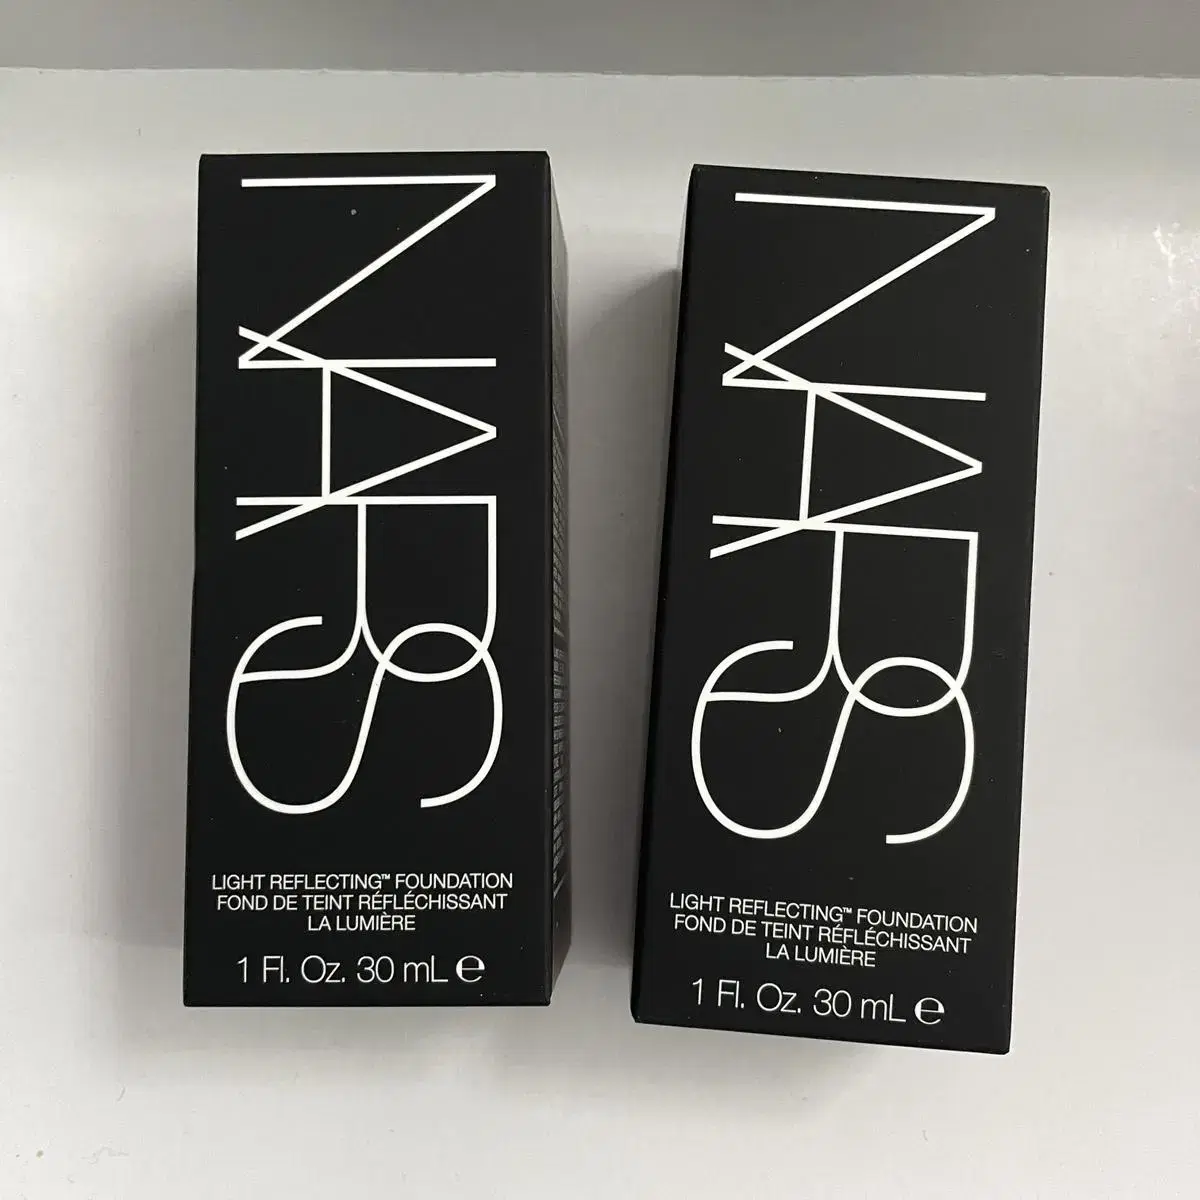 NARS
LIGHT REFLECTING™ FOUNDATION
FOND DE TEINT RÉFLÉCHISSANT
LA LUMIÈRE
1 Fl. Oz. 30 mL ℮
NARS
LIGHT REFLECTING™ FOUNDATION
FOND DE TEINT RÉFLÉCHISSANT
LA LUMIÈRE
1 Fl. Oz. 30 mL ℮